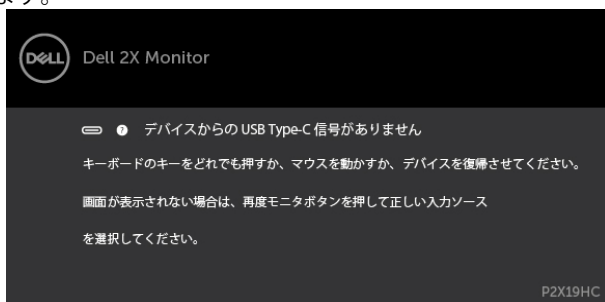 ます。
DELL
Dell 2X Monitor
? デバイスからの USB Type-C 信号がありません
キーボードのキーをどれでも押すか、マウスを動かすか、デバイスを復帰させてください。
画面が表示されない場合は、再度モニタボタンを押して正しい入力ソース
を選択してください。
P2X19HC